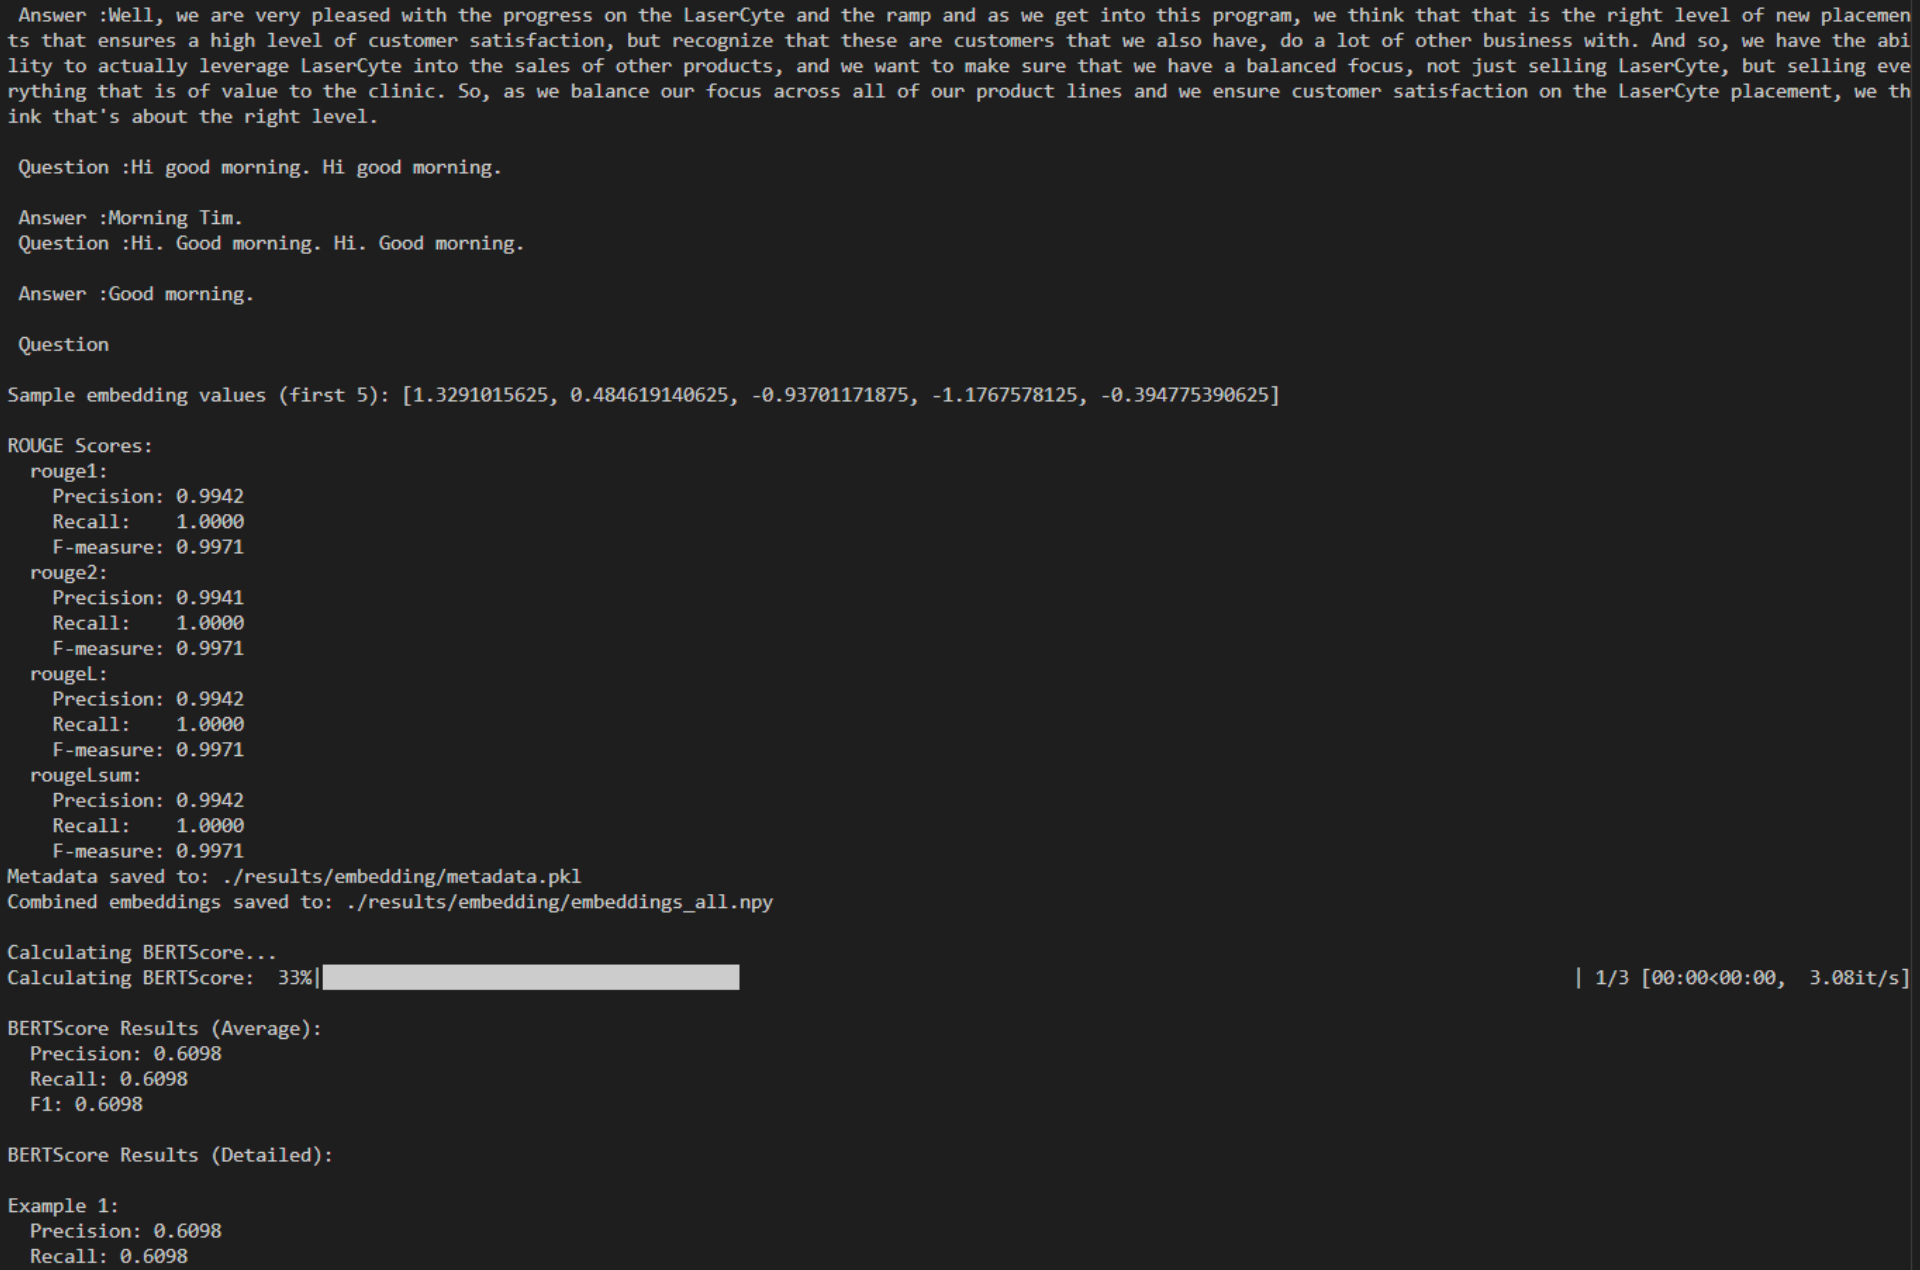 Answer :Well, we are very pleased with the progress on the LaserCyte and the ramp and as we get into this program, we think that that is the right level of new placemen
ts that ensures a high level of customer satisfaction, but recognize that these are customers that we also have, do a lot of other business with. And so, we have the abi
lity to actually leverage LaserCyte into the sales of other products, and we want to make sure that we have a balanced focus, not just selling LaserCyte, but selling eve
rything that is of value to the clinic. So, as we balance our focus across all of our product lines and we ensure customer satisfaction on the LaserCyte placement, we th
ink that's about the right level.
Question :Hi good morning. Hi good morning.
Answer :Morning Tim.
Question :Hi. Good morning. Hi. Good morning.
Answer :Good morning.
Question
Sample embedding values (first 5): [1.3291015625, 0.484619140625, -0.93701171875, -1.1767578125, -0.394775390625]
ROUGE Scores:
rouge1:
Precision: 0.9942
Recall: 1.0000
F-measure: 0.9971
rouge2:
Precision: 0.9941
Recall: 1.0000
F-measure: 0.9971
rougeL:
Precision: 0.9942
Recall: 1.0000
F-measure: 0.9971
rougeLsum:
Precision: 0.9942
Recall: 1.0000
F-measure: 0.9971
Metadata saved to: ./results/embedding/metadata.pkl
Combined embeddings saved to: ./results/embedding/embeddings_all.npy
Calculating BERTScore...
Calculating BERTScore: 33%| | 1/3 [00:00<00:00, 3.08it/s]
BERTScore Results (Average):
Precision: 0.6098
Recall: 0.6098
F1: 0.6098
BERTScore Results (Detailed):
Example 1:
Precision: 0.6098
Recall: 0.6098